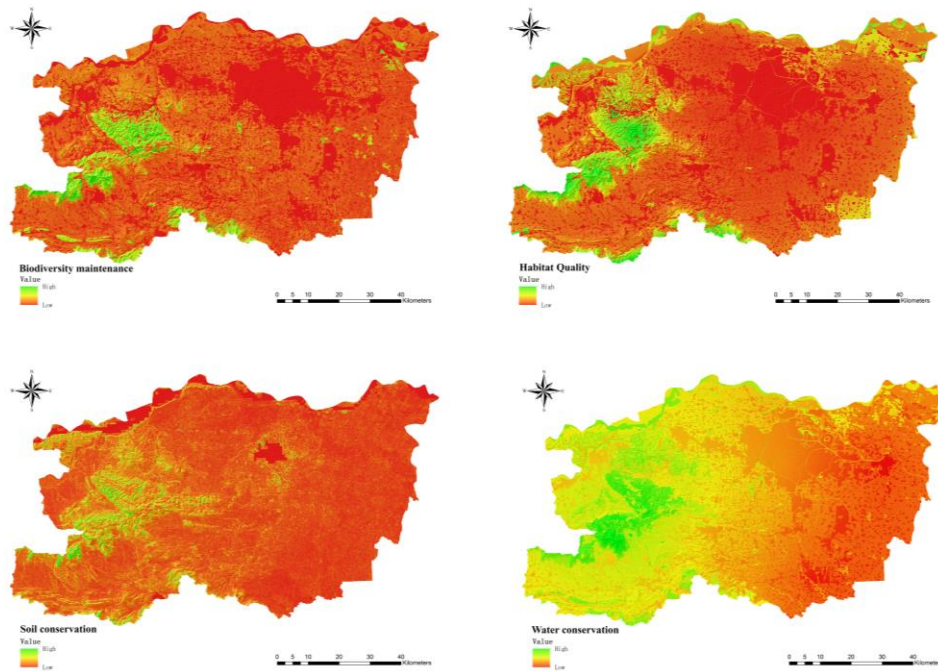 N
W E
S
Biodiversity maintenance
Value
High
Low
0 5 10 20 30 40
Kilometers
N
W E
S
Habitat Quality
Value
High
Low
0 5 10 20 30 40
Kilometers
N
W E
S
Soil conservation
Value
High
Low
0 5 10 20 30 40
Kilometers
N
W E
S
Water conservation
Value
High
Low
0 5 10 20 30 40
Kilometers